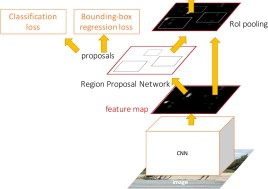 Classification
loss
Bounding-box
regression loss
RoI pooling
proposals
Region Proposal Network
feature map
CNN
image